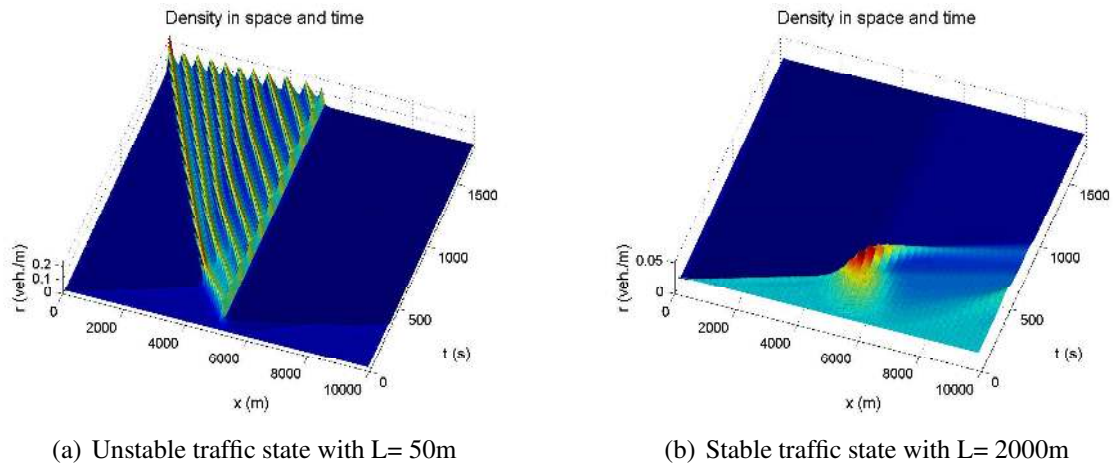 Density in space and time
r (veh./m)
0.2
0.1
0
0
2000
4000
6000
8000
10000
x (m)
0
500
1000
1500
t (s)
(a) Unstable traffic state with L= 50m
Density in space and time
r (veh./m)
0.05
0
0
2000
4000
6000
8000
10000
x (m)
0
500
1000
1500
t (s)
(b) Stable traffic state with L= 2000m